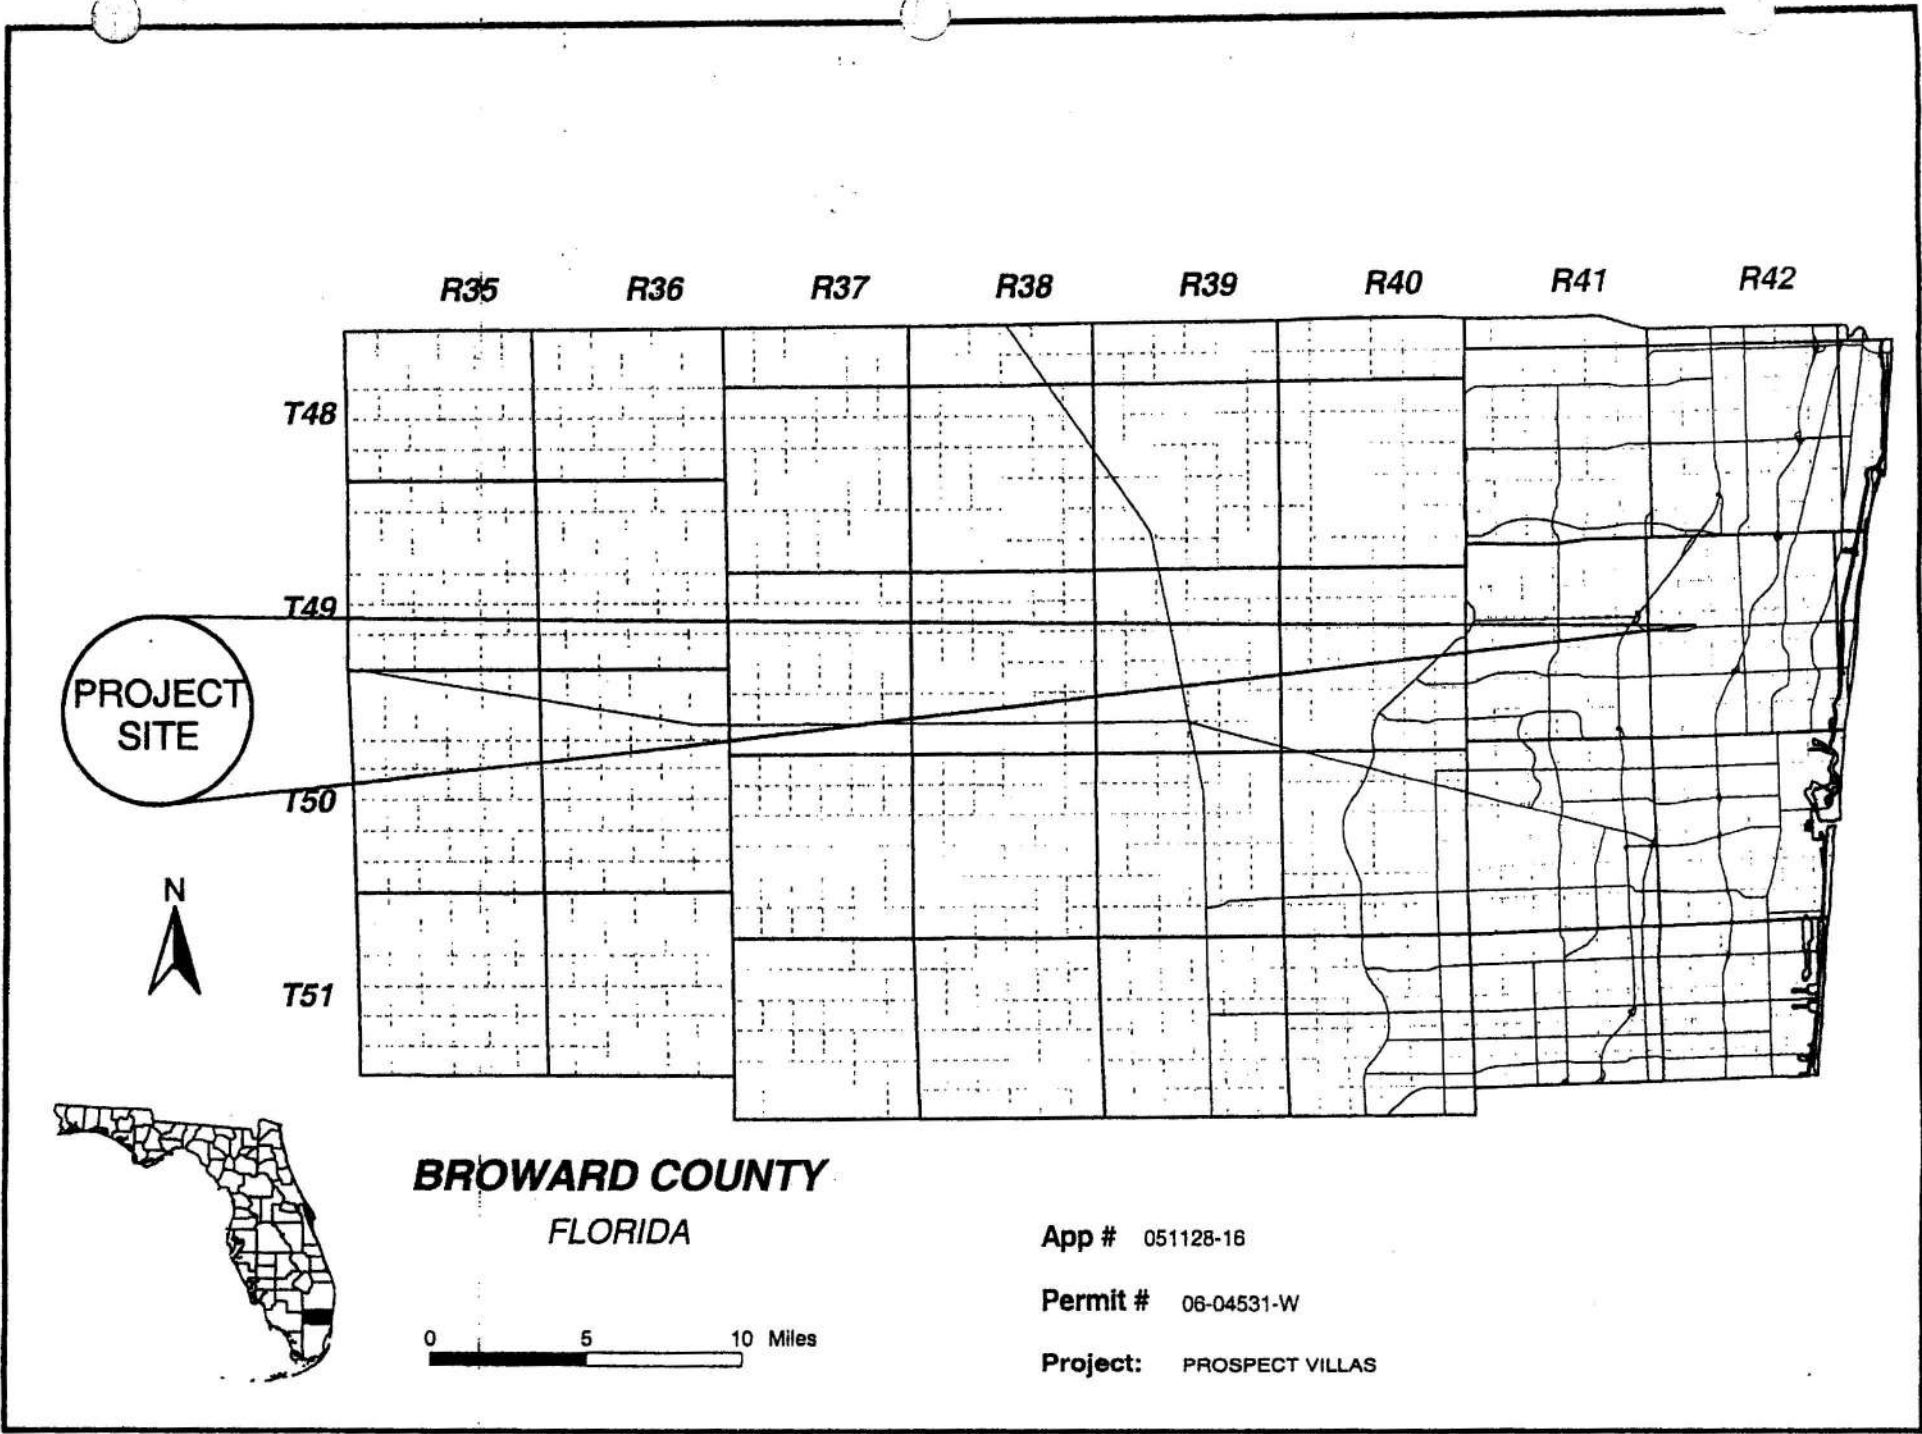 R35 R36 R37 R38 R39 R40 R41 R42
T48
T49
PROJECT
SITE
T50
N
T51
BROWARD COUNTY
FLORIDA
0 5 10 Miles
App # 051128-16
Permit # 06-04531-W
Project: PROSPECT VILLAS